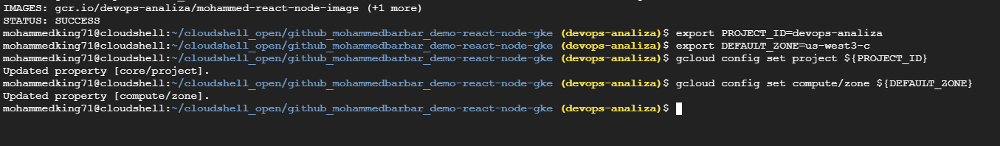 IMAGES: gcr.io/devops-analiza/mohammed-react-node-image (+1 more)
STATUS: SUCCESS
mohammedking71@cloudshell:~/cloudshell_open/github_mohammedbarbar_demo-react-node-gke (devops-analiza)$ export PROJECT_ID=devops-analiza
mohammedking71@cloudshell:~/cloudshell_open/github_mohammedbarbar_demo-react-node-gke (devops-analiza)$ export DEFAULT_ZONE=us-west3-c
mohammedking71@cloudshell:~/cloudshell_open/github_mohammedbarbar_demo-react-node-gke (devops-analiza)$ gcloud config set project ${PROJECT_ID}
Updated property [core/project].
mohammedking71@cloudshell:~/cloudshell_open/github_mohammedbarbar_demo-react-node-gke (devops-analiza)$ gcloud config set compute/zone ${DEFAULT_ZONE}
Updated property [compute/zone].
mohammedking71@cloudshell:~/cloudshell_open/github_mohammedbarbar_demo-react-node-gke (devops-analiza)$